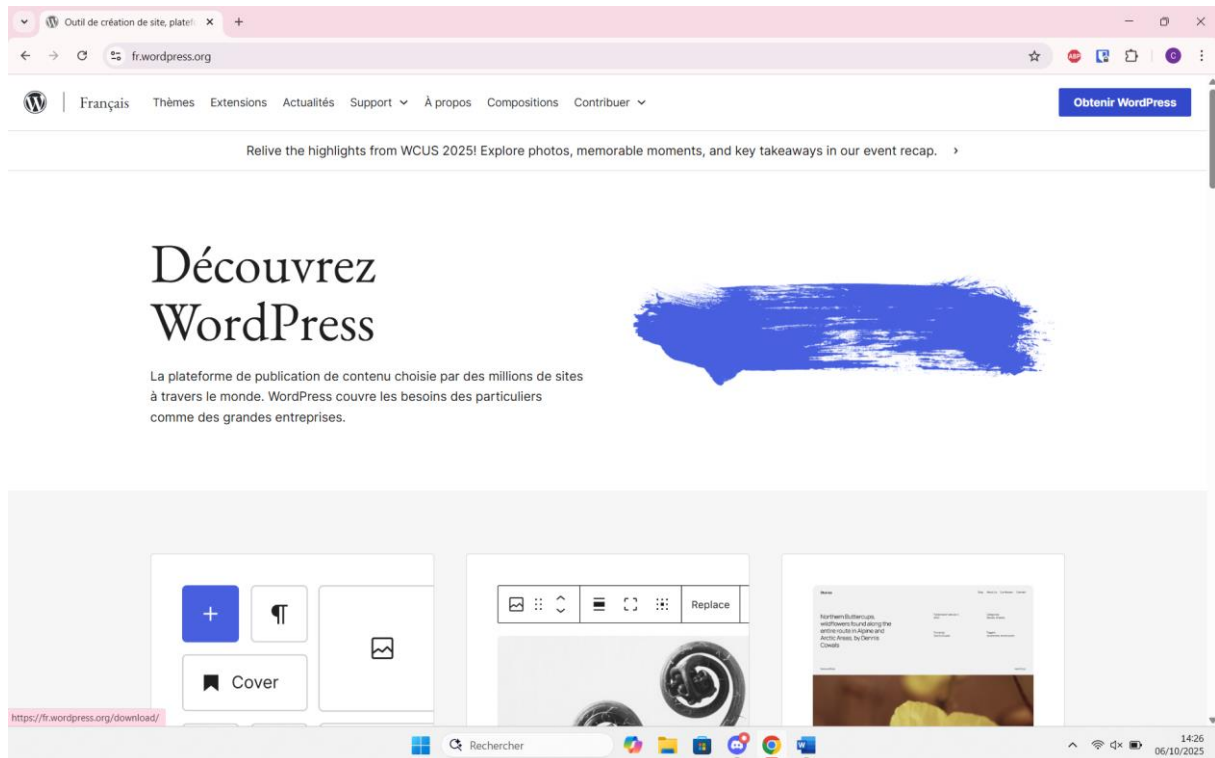 Outil de création de site, platef
fr.wordpress.org
ABP
C
Français Thèmes Extensions Actualités Support À propos Compositions Contribuer Obtenir WordPress
Relive the highlights from WCUS 2025! Explore photos, memorable moments, and key takeaways in our event recap.
Découvrez
WordPress
La plateforme de publication de contenu choisie par des millions de sites
à travers le monde. WordPress couvre les besoins des particuliers
comme des grandes entreprises.
Replace
Cover
Northern Buttercups,
wildflowers found along the
entire route in Alpine and
Arctic Areas, by Dennis
Cowals
https://fr.wordpress.org/download/
Rechercher
14:26
06/10/2025